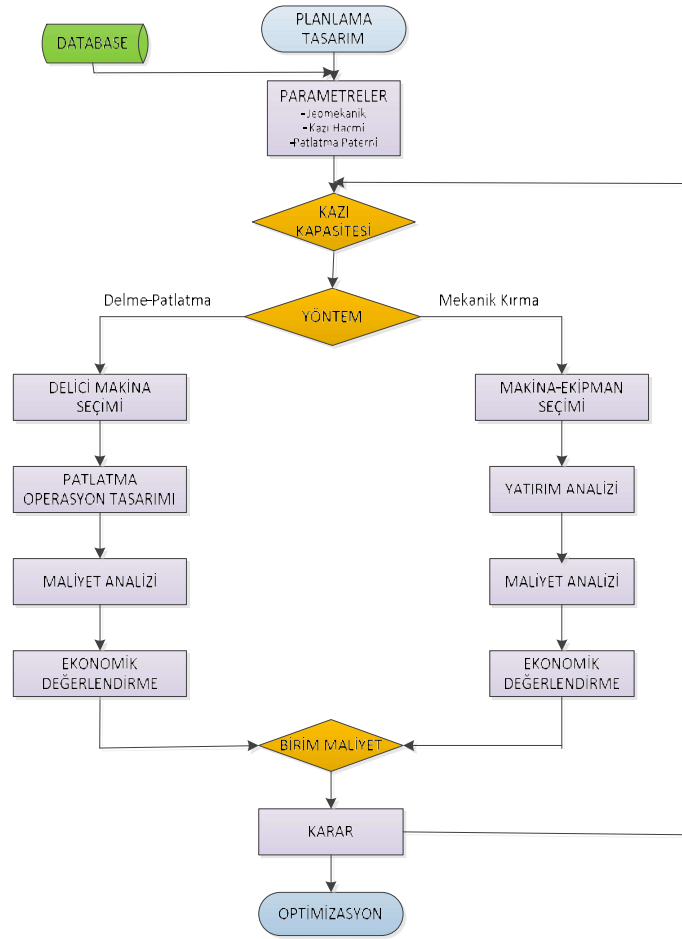 PLANLAMA
TASARIM
DATABASE
PARAMETRELER
-Jeomekanik
-Kazı Hacmi
-Patlatma Paterni
KAZI
KAPASİTESİ
Delme-Patlatma
Mekanik Kırma
YÖNTEM
DELİCİ MAKİNA
SEÇİMİ
MAKİNA-EKİPMAN
SEÇİMİ
PATLATMA
OPERASYON TASARIMI
YATIRIM ANALİZİ
MALİYET ANALİZİ
MALİYET ANALİZİ
EKONOMİK
DEĞERLENDİRME
EKONOMİK
DEĞERLENDİRME
BİRİM MALİYET
KARAR
OPTİMİZASYON